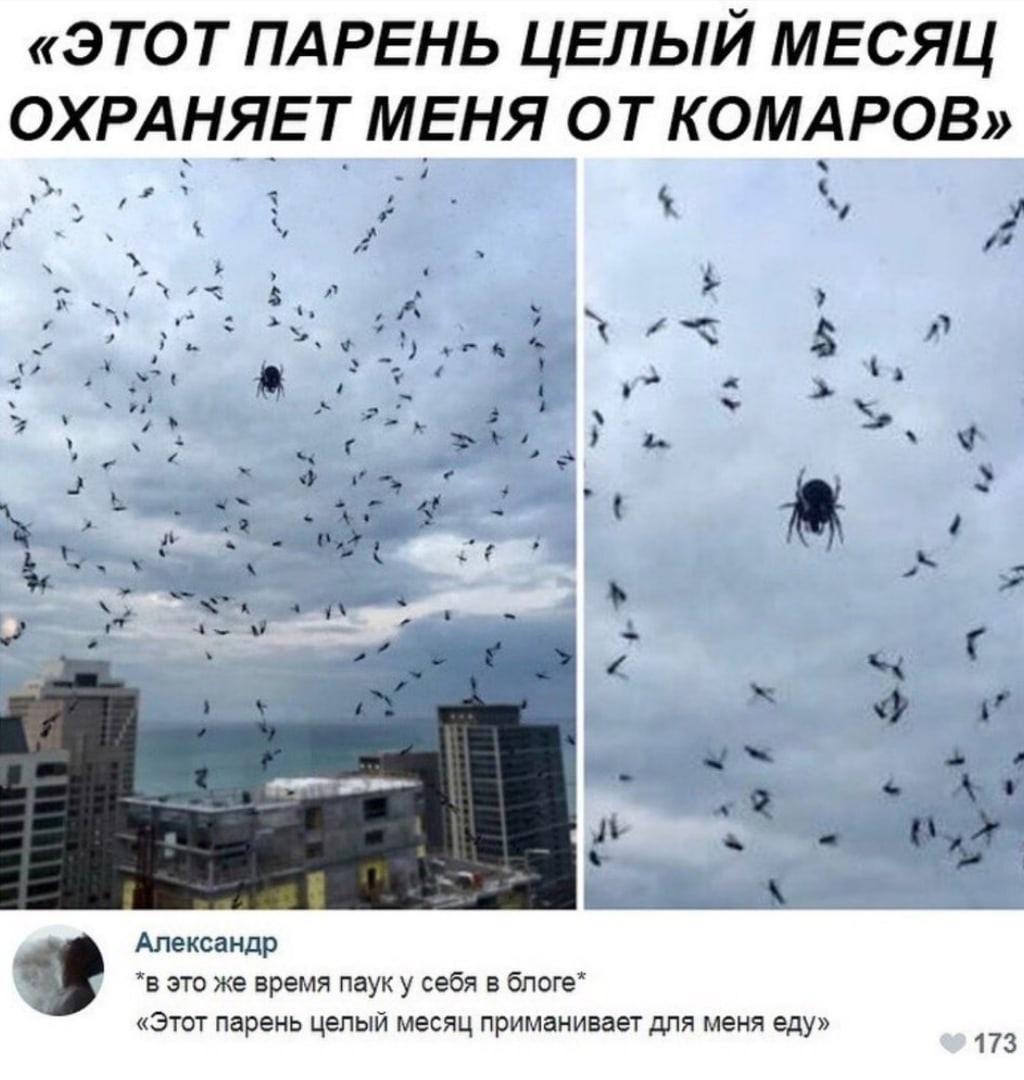 «ЭТОТ ПАРЕНЬ ЦЕЛЫЙ МЕСЯЦ
ОХРАНЯЕТ МЕНЯ ОТ КОМАРОВ»
Александр
*в это же время паук у себя в блоге*
«Этот парень целый месяц приманивает для меня еду»
173